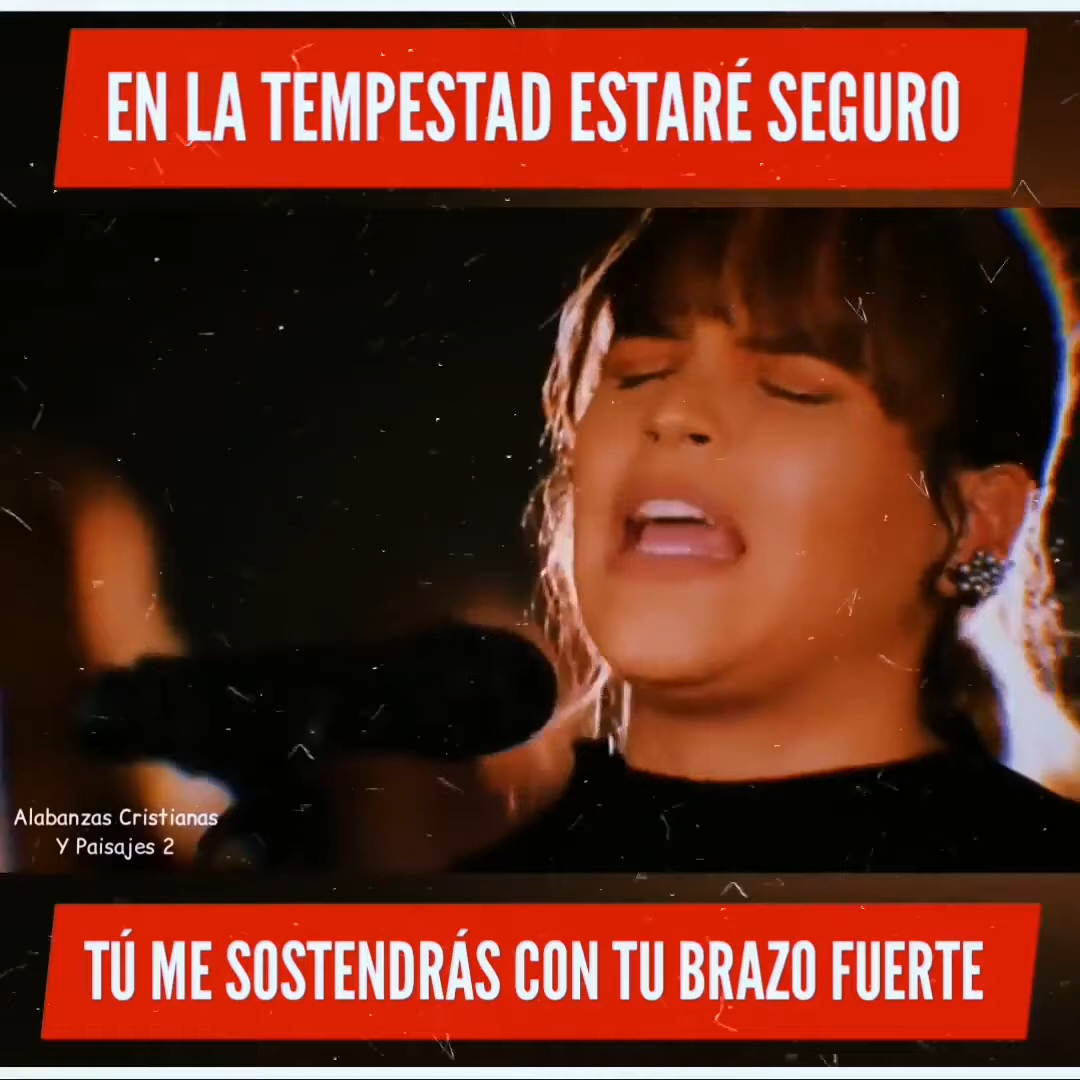 EN LA TEMPESTAD ESTARÉ SEGURO
Alabanzas Cristianas
Y Paisajes 2
TÚ ME SOSTENDRÁS CON TU BRAZO FUERTE